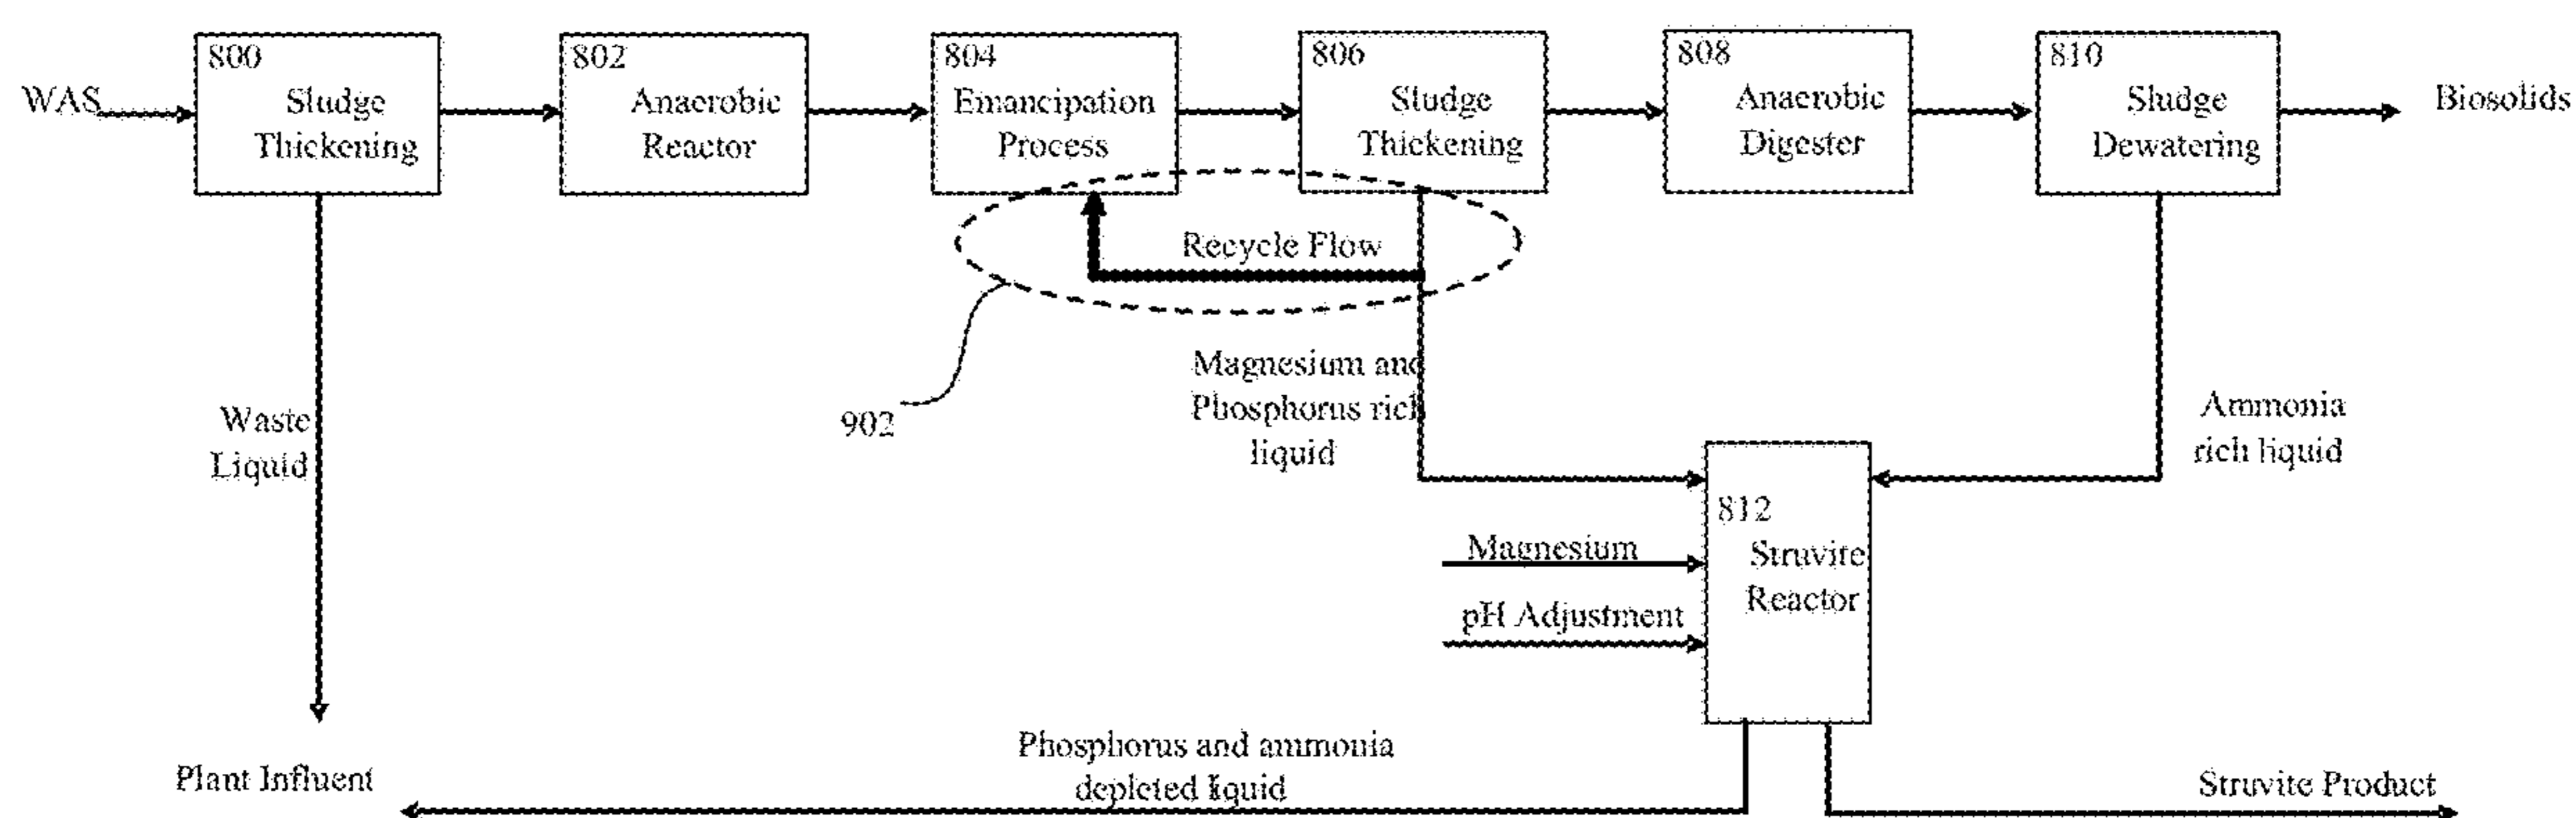 WAS
800
Sludge
Thickening
802
Anaerobic
Reactor
804
Emancipation
Process
806
Sludge
Thickening
808
Anaerobic
Digester
810
Sludge
Dewatering
Biosolids
Recycle Flow
902
Magnesium and
Phosphorus rich
liquid
Waste
Liquid
Ammonia
rich liquid
812
Struvite
Reactor
Magnesium
pH Adjustment
Plant Influent
Phosphorus and ammonia
depleted liquid
Struvite Product